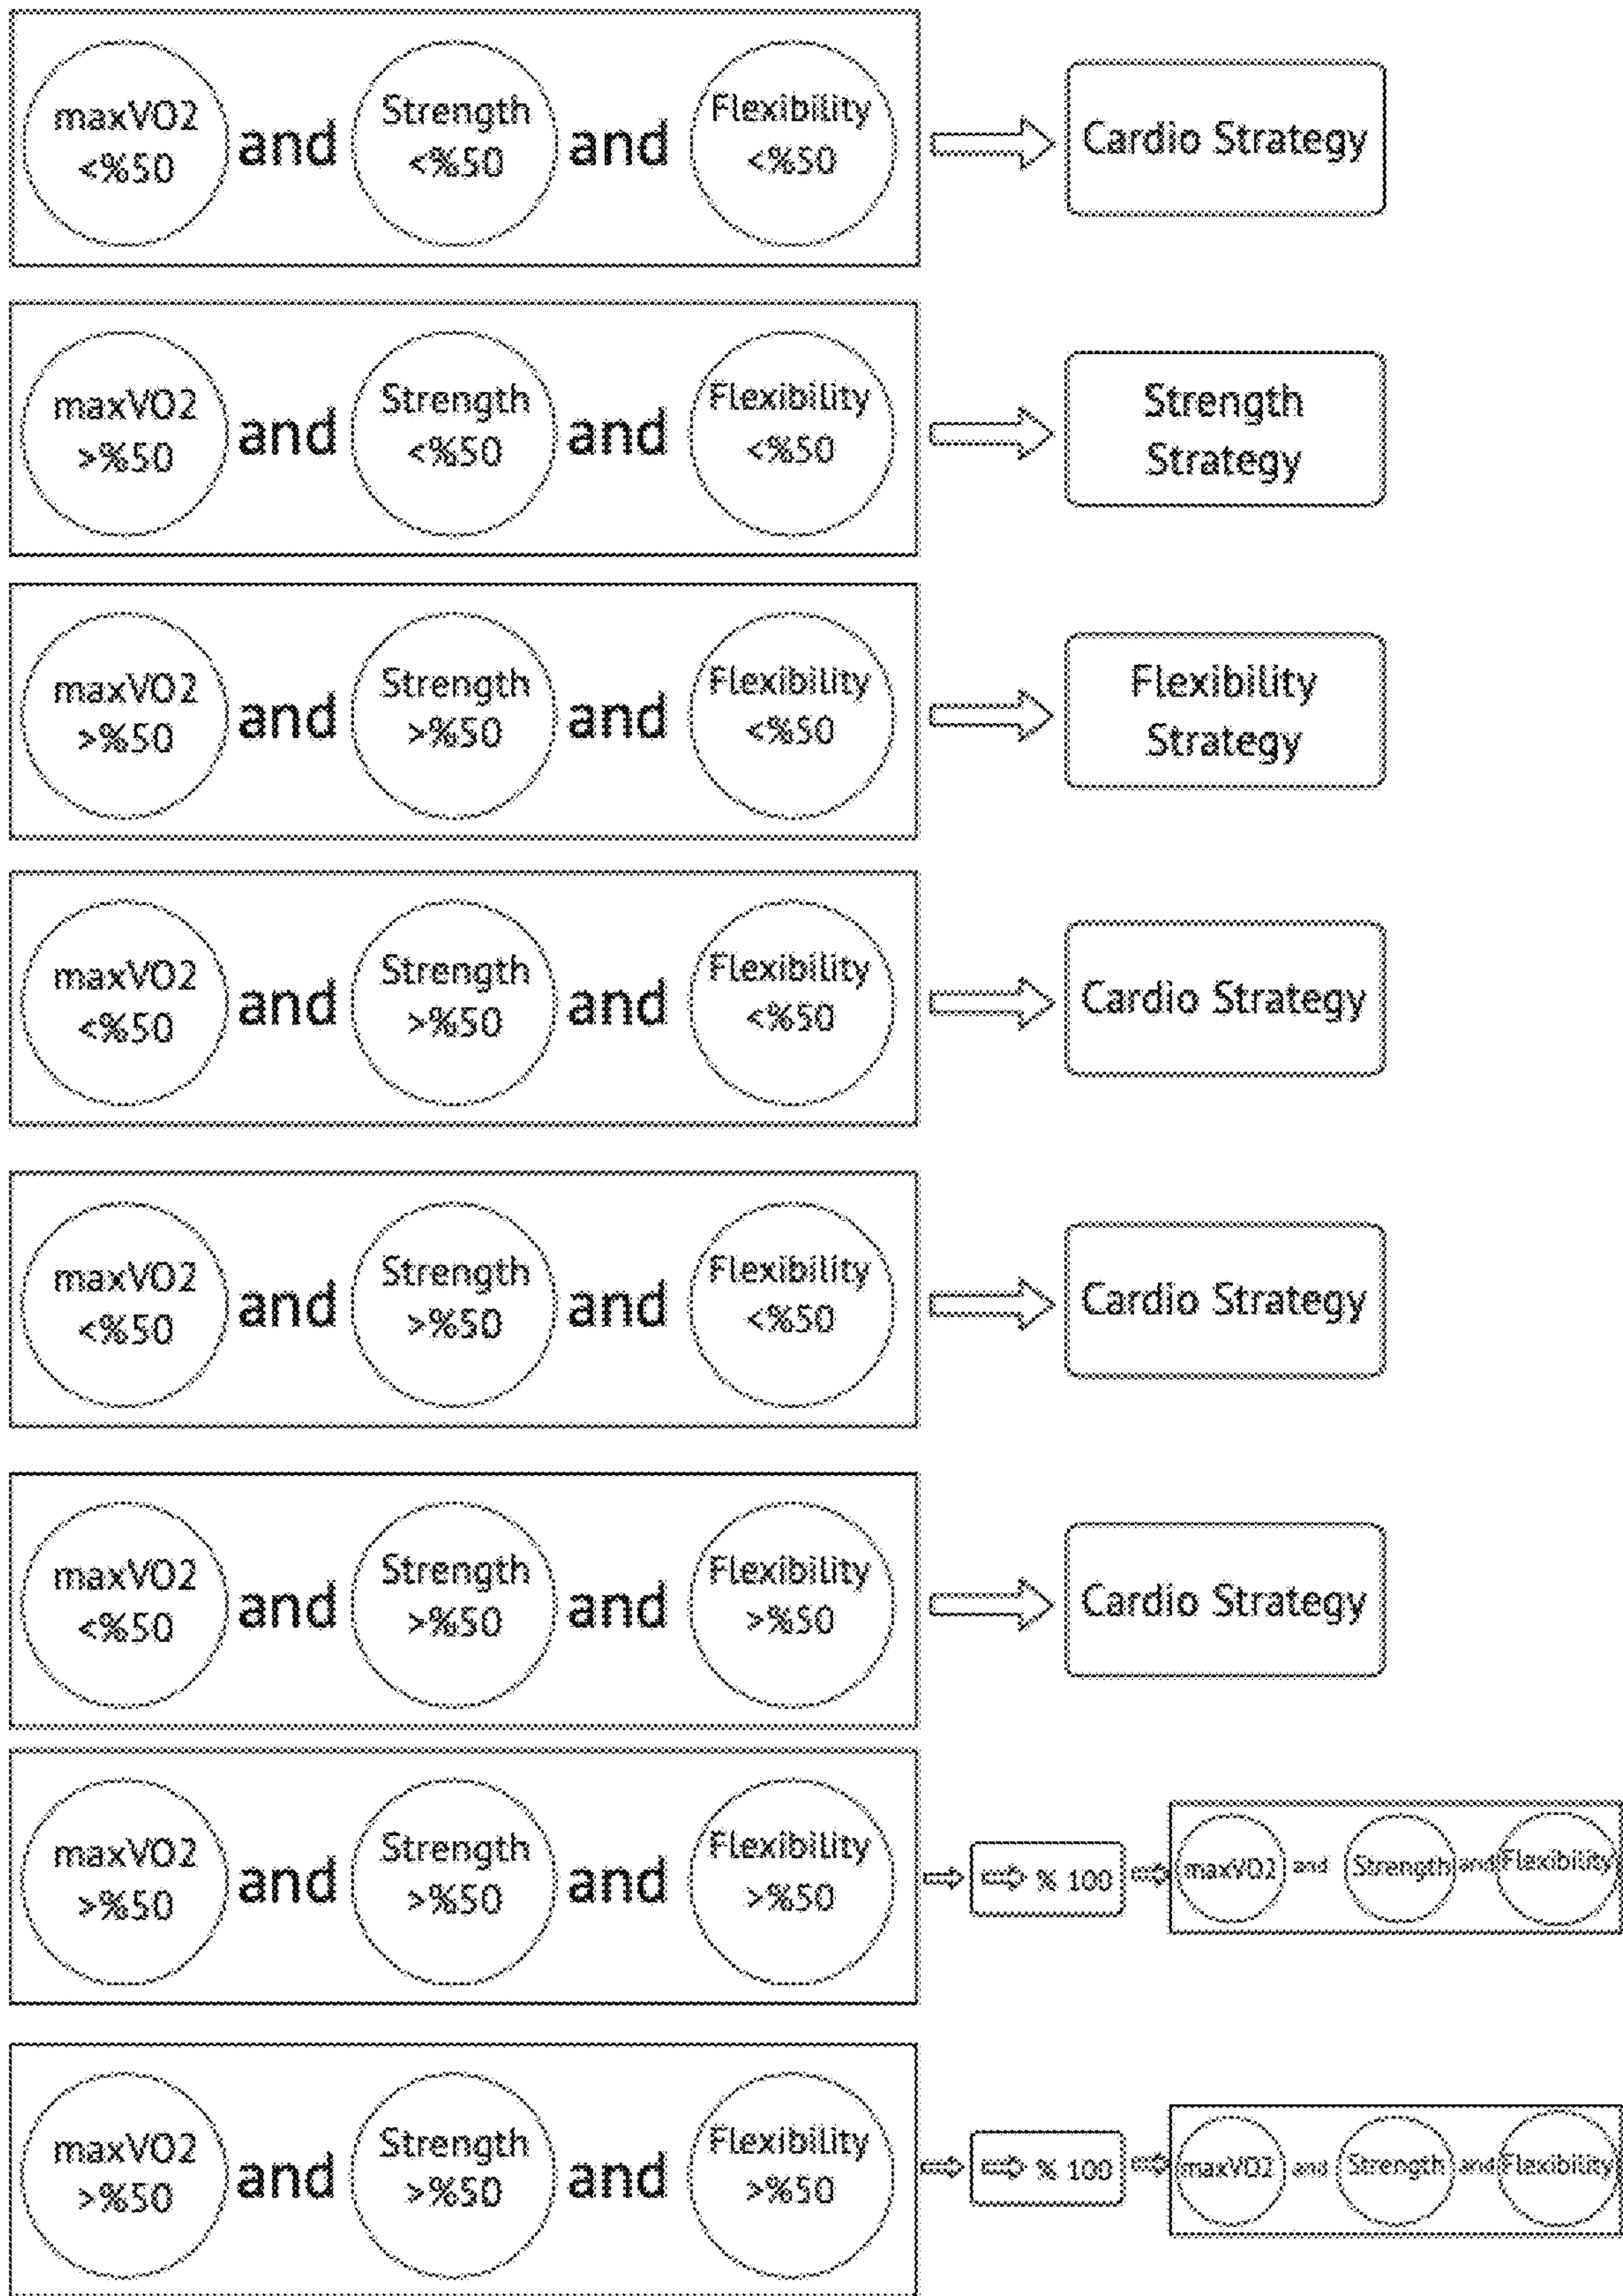 maxVO2
<%50
and
Strength
<%50
and
Flexibility
<%50
Cardio Strategy
maxVO2
>%50
and
Strength
<%50
and
Flexibility
<%50
Strength
Strategy
maxVO2
>%50
and
Strength
>%50
and
Flexibility
<%50
Flexibility
Strategy
maxVO2
<%50
and
Strength
>%50
and
Flexibility
<%50
Cardio Strategy
maxVO2
<%50
and
Strength
>%50
and
Flexibility
<%50
Cardio Strategy
maxVO2
<%50
and
Strength
>%50
and
Flexibility
>%50
Cardio Strategy
maxVO2
>%50
and
Strength
>%50
and
Flexibility
>%50
% 100
maxVO2
and
Strength
and
Flexibility
maxVO2
>%50
and
Strength
>%50
and
Flexibility
>%50
% 100
maxVO2
and
Strength
and
Flexibility